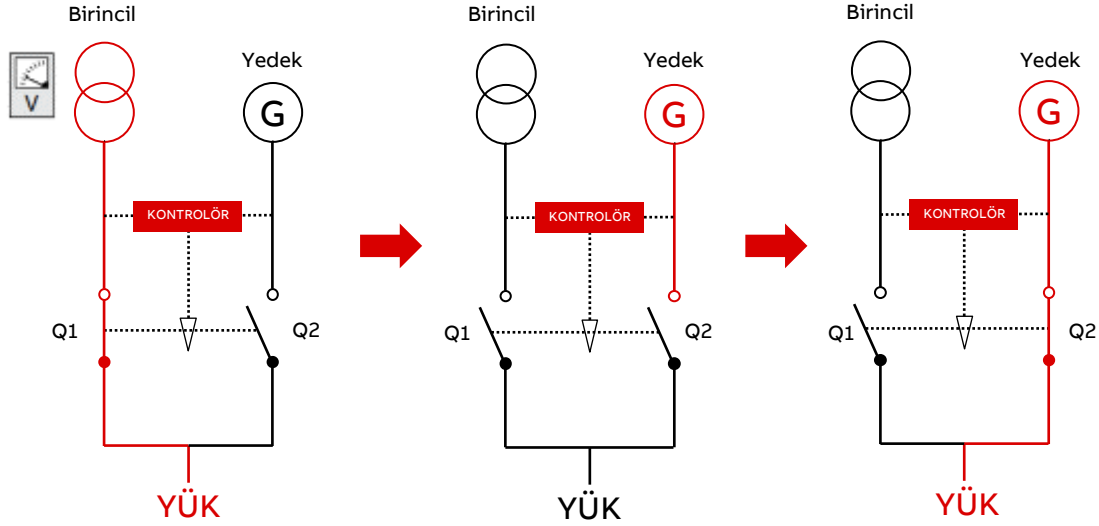 Birincil
Yedek
G
V
KONTROLÖR
Q1
Q2
YÜK
Birincil
Yedek
G
KONTROLÖR
Q1
Q2
YÜK
Birincil
Yedek
G
KONTROLÖR
Q1
Q2
YÜK